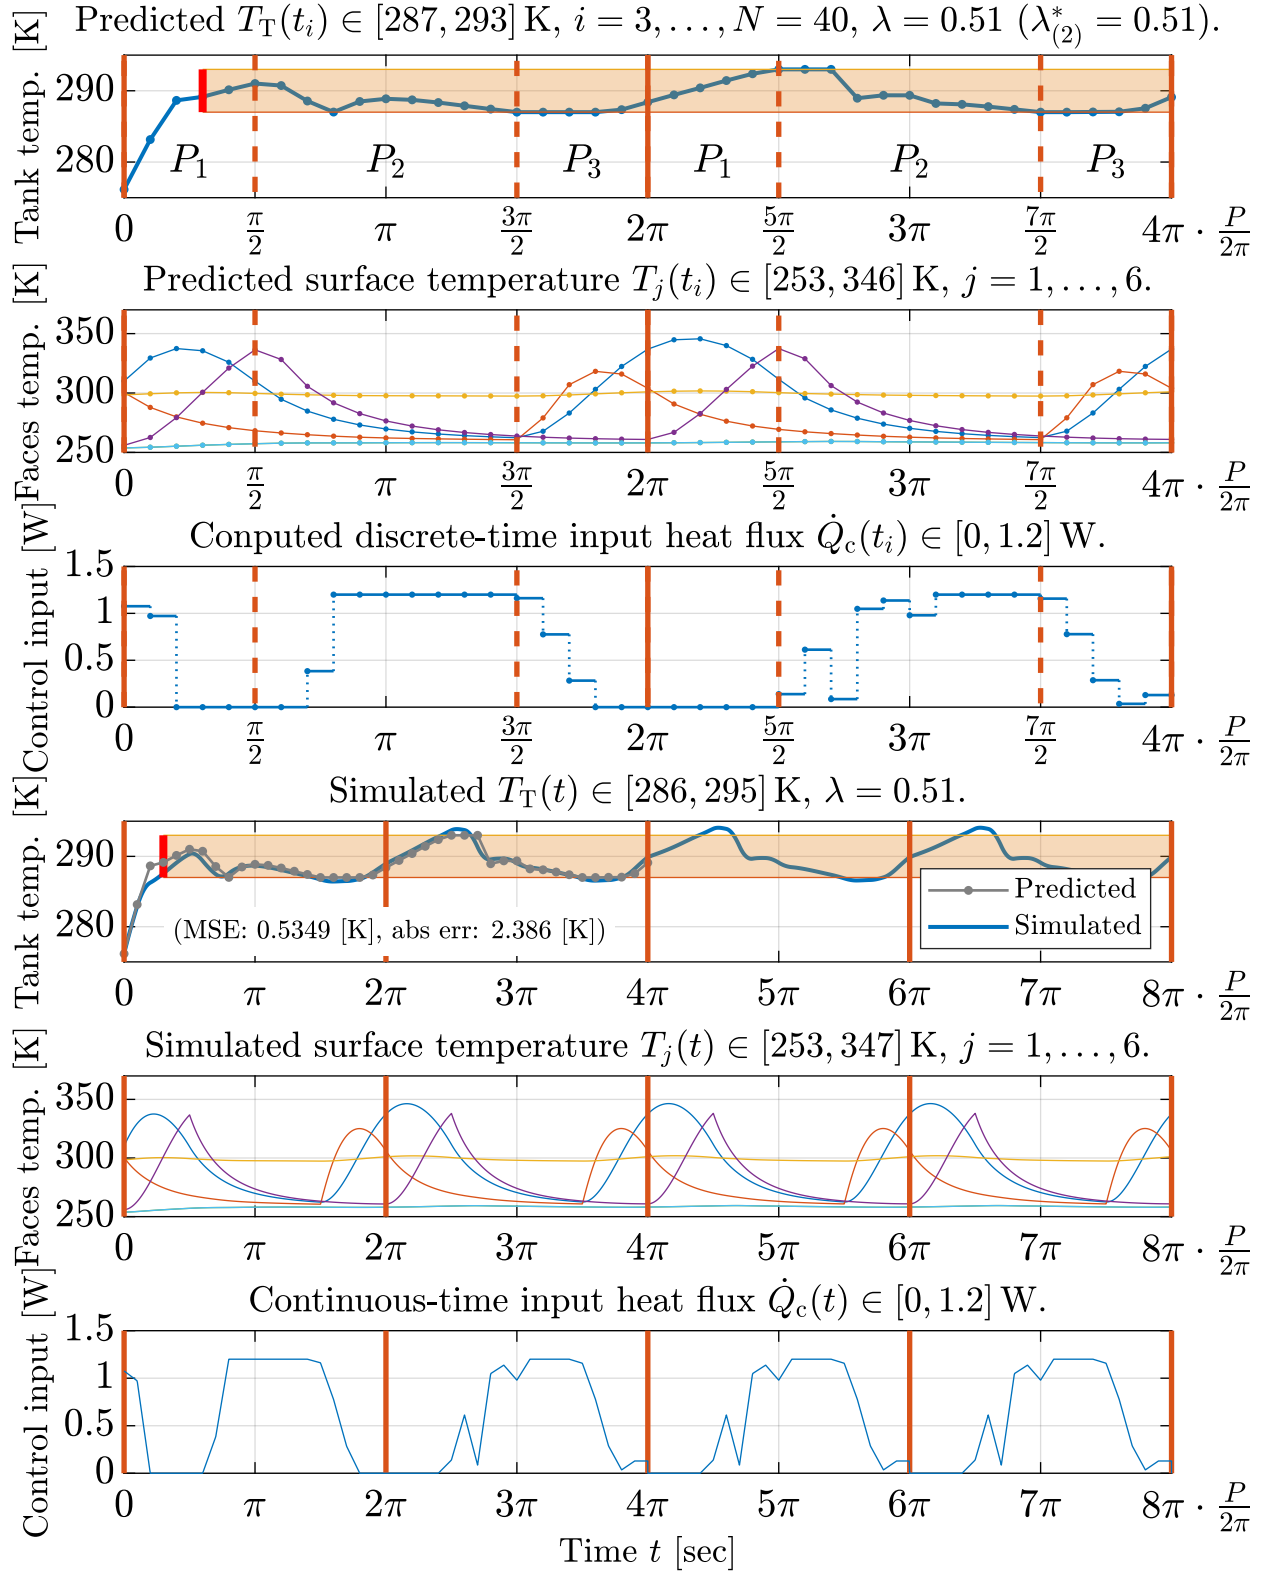 Predicted T_T(t_i) ∈ [287, 293] K, i = 3, ..., N = 40, λ = 0.51 (λ*_(2) = 0.51).
Tank temp. [K]
290
280
P_1 P_2 P_3 P_1 P_2 P_3
0 π/2 π 3π/2 2π 5π/2 3π 7π/2 4π · P/2π
Predicted surface temperature T_j(t_i) ∈ [253, 346] K, j = 1, ..., 6.
Faces temp. [K]
350
300
250
0 π/2 π 3π/2 2π 5π/2 3π 7π/2 4π · P/2π
Conputed discrete-time input heat flux Q̇_c(t_i) ∈ [0, 1.2] W.
Control input [W]
1.5
1
0.5
0
0 π/2 π 3π/2 2π 5π/2 3π 7π/2 4π · P/2π
Simulated T_T(t) ∈ [286, 295] K, λ = 0.51.
Tank temp. [K]
290
280
Predicted
Simulated
(MSE: 0.5349 [K], abs err: 2.386 [K])
0 π 2π 3π 4π 5π 6π 7π 8π · P/2π
Simulated surface temperature T_j(t) ∈ [253, 347] K, j = 1, ..., 6.
Faces temp. [K]
350
300
250
0 π 2π 3π 4π 5π 6π 7π 8π · P/2π
Continuous-time input heat flux Q̇_c(t) ∈ [0, 1.2] W.
Control input [W]
1.5
1
0.5
0
0 π 2π 3π 4π 5π 6π 7π 8π · P/2π
Time t [sec]